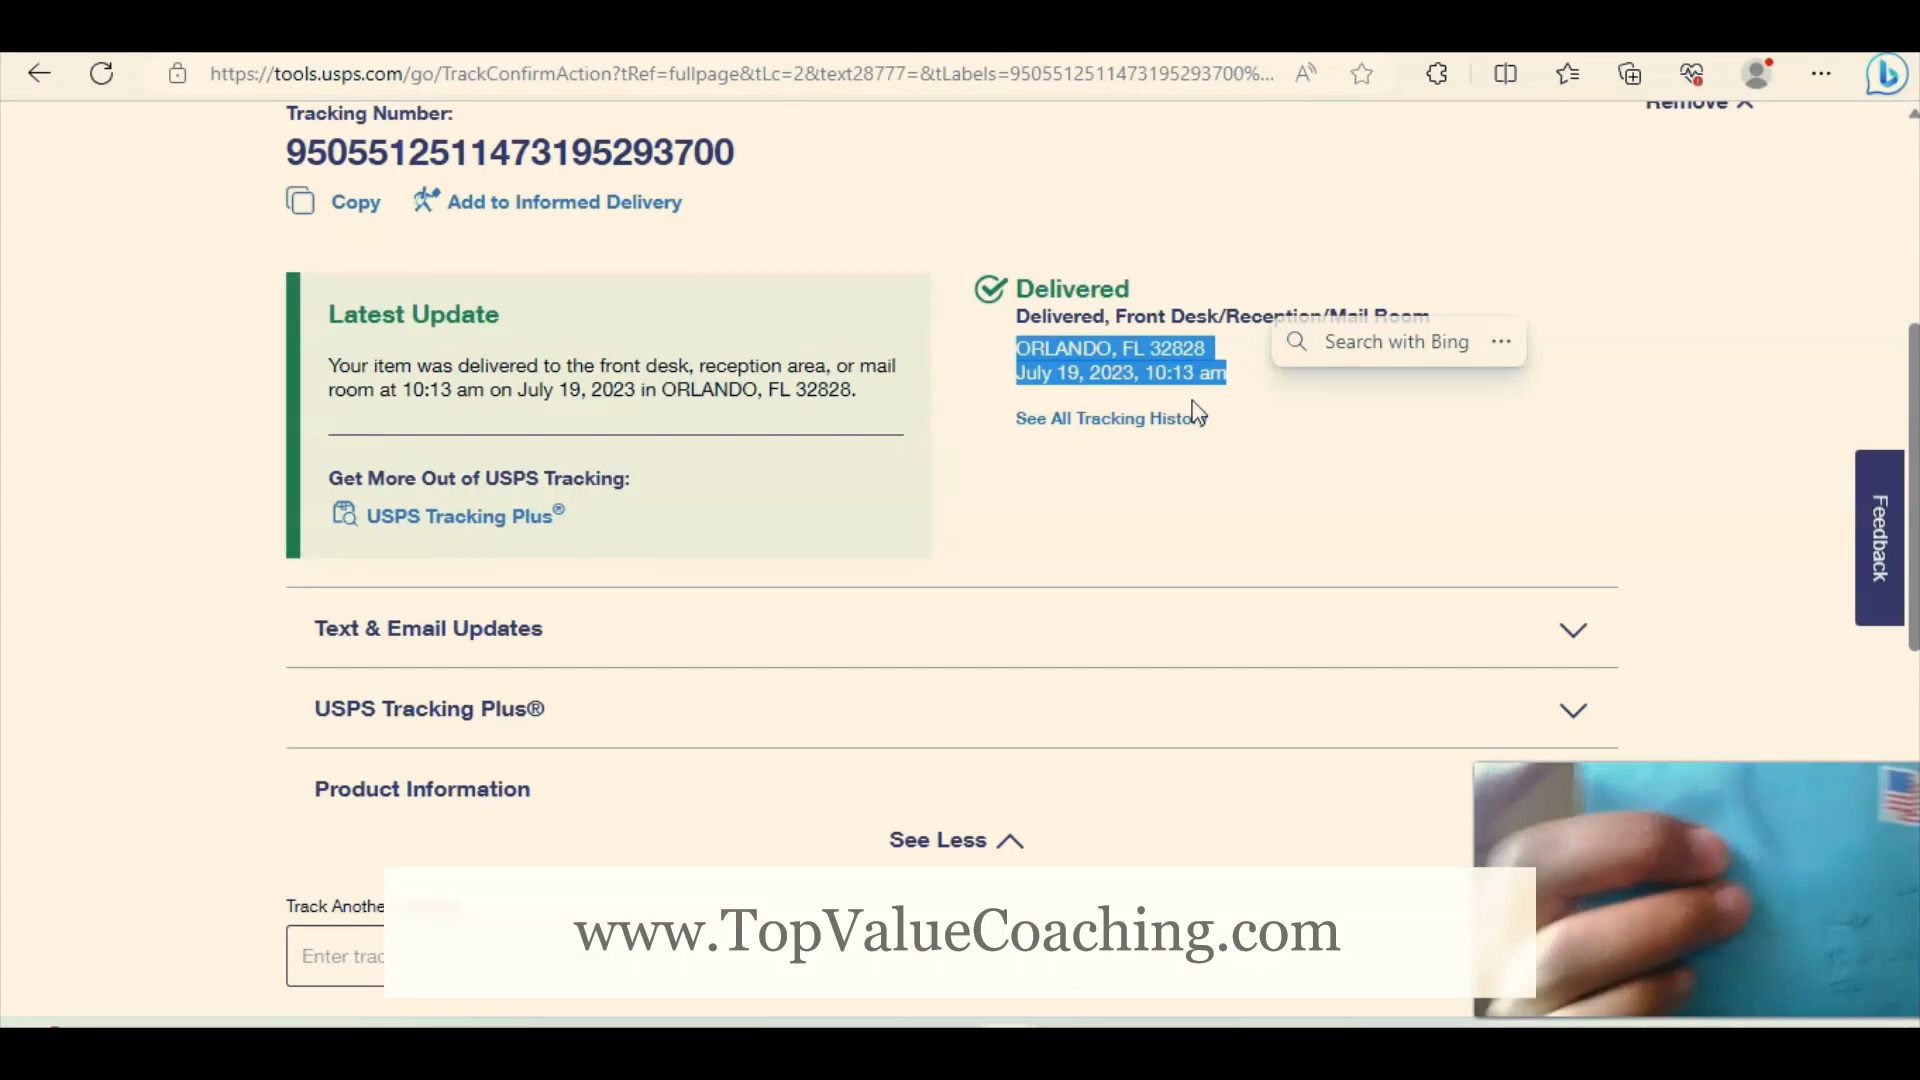 https://tools.usps.com/go/TrackConfirmAction?tRef=fullpage&tLc=2&text28777=&tLabels=9505512511473195293700%...
Remove
Tracking Number:
9505512511473195293700
Copy
Add to Informed Delivery
Latest Update
Your item was delivered to the front desk, reception area, or mail
room at 10:13 am on July 19, 2023 in ORLANDO, FL 32828.
Get More Out of USPS Tracking:
USPS Tracking Plus®
Delivered
Delivered, Front Desk/Reception/Mail Room
ORLANDO, FL 32828
July 19, 2023, 10:13 am
See All Tracking History
Search with Bing ...
Feedback
Text & Email Updates
USPS Tracking Plus®
Product Information
See Less
Track Anothe
Enter trac
www.TopValueCoaching.com